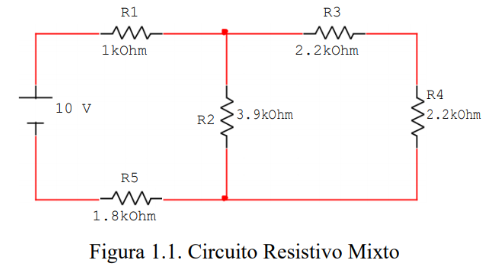 R1
1kOhm
R3
2.2kOhm
10 V
R2
3.9kOhm
R4
2.2kOhm
R5
1.8kOhm
Figura 1.1. Circuito Resistivo Mixto